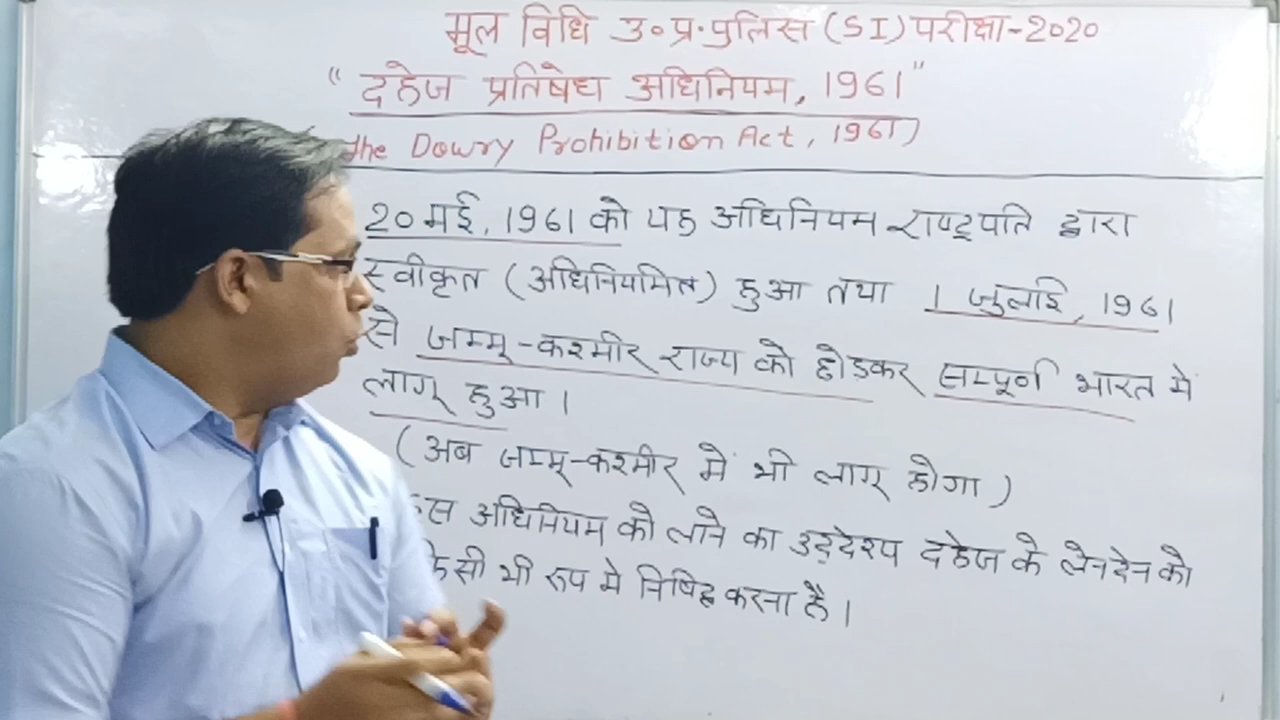 मूल विधि उ॰प्र॰पुलिस (SI) परीक्षा-2020
"दहेज प्रतिषेध अधिनियम, 1961"
the Dowry Prohibition Act, 1961)
20 मई, 1961 को यह अधिनियम राष्ट्रपति द्वारा
स्वीकृत (अधिनियमित) हुआ तथा 1 जुलाई, 1961
से जम्मू-कश्मीर राज्य को छोड़कर सम्पूर्ण भारत में
लागू हुआ।
(अब जम्मू-कश्मीर में भी लागू होगा)
अधिनियम को लाने का उद्देश्य दहेज के लेनदेन को
भी रूप मे निषिद्ध करना है।